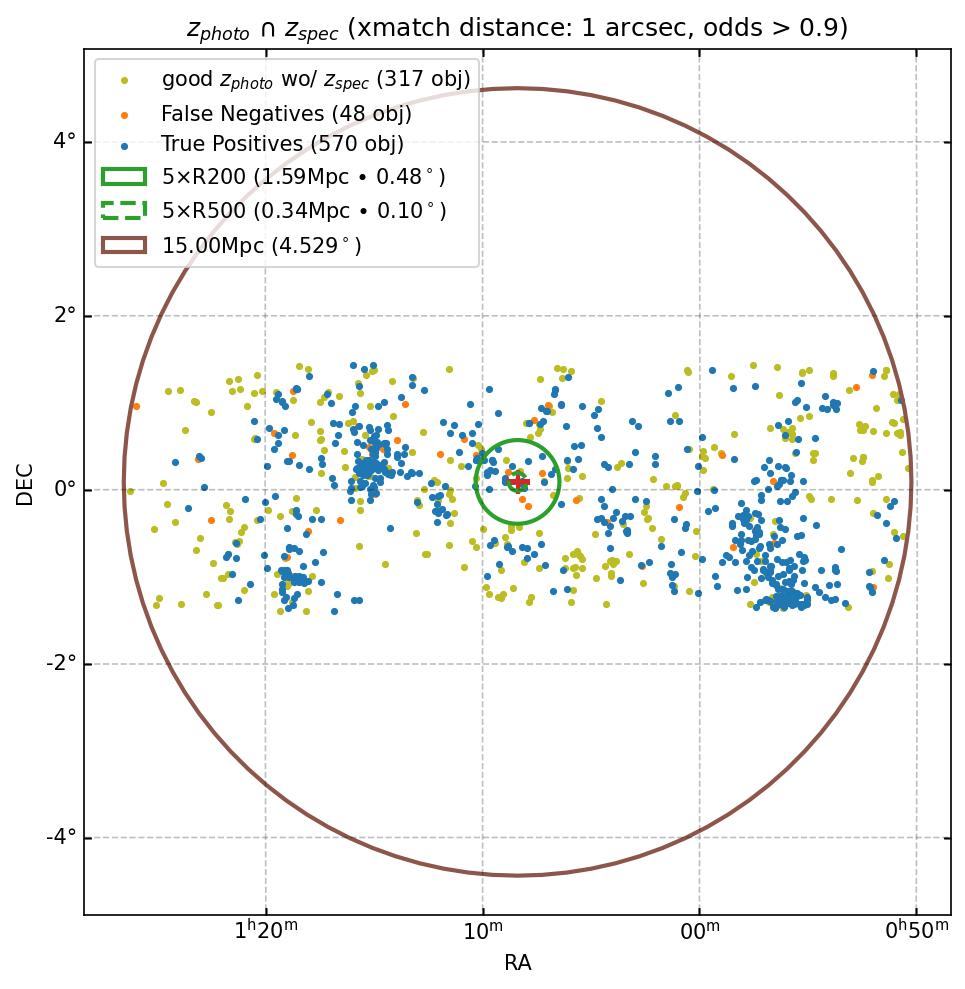 z_photo ∩ z_spec (xmatch distance: 1 arcsec, odds > 0.9)
good z_photo wo/ z_spec (317 obj)
False Negatives (48 obj)
True Positives (570 obj)
5×R200 (1.59Mpc • 0.48°)
5×R500 (0.34Mpc • 0.10°)
15.00Mpc (4.529°)
4°
2°
0°
-2°
-4°
DEC
1ʰ20ᵐ 10ᵐ 00ᵐ 0ʰ50ᵐ
RA